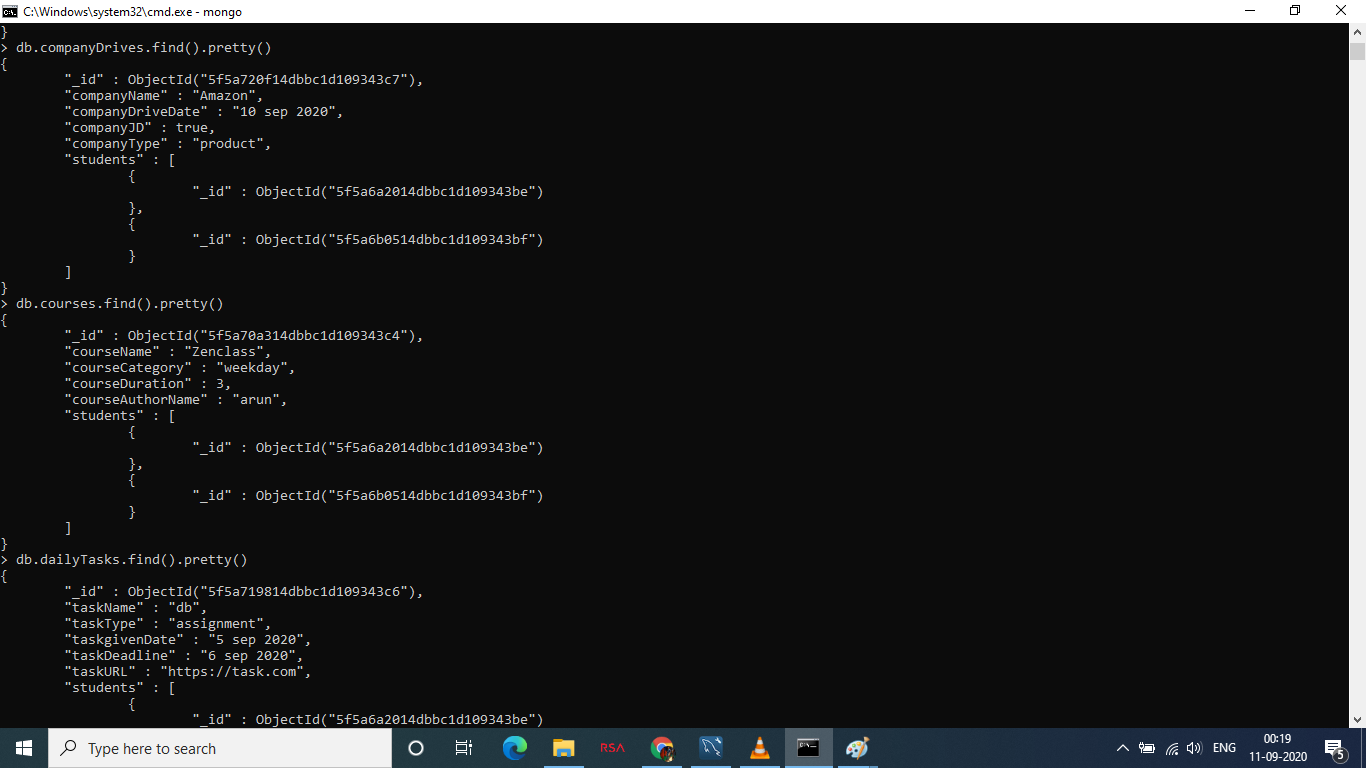 C:\Windows\system32\cmd.exe - mongo
}
> db.companyDrives.find().pretty()
{
"_id" : ObjectId("5f5a720f14dbbc1d109343c7"),
"companyName" : "Amazon",
"companyDriveDate" : "10 sep 2020",
"companyJD" : true,
"companyType" : "product",
"students" : [
{
"_id" : ObjectId("5f5a6a2014dbbc1d109343be")
},
{
"_id" : ObjectId("5f5a6b0514dbbc1d109343bf")
}
]
}
> db.courses.find().pretty()
{
"_id" : ObjectId("5f5a70a314dbbc1d109343c4"),
"courseName" : "Zenclass",
"courseCategory" : "weekday",
"courseDuration" : 3,
"courseAuthorName" : "arun",
"students" : [
{
"_id" : ObjectId("5f5a6a2014dbbc1d109343be")
},
{
"_id" : ObjectId("5f5a6b0514dbbc1d109343bf")
}
]
}
> db.dailyTasks.find().pretty()
{
"_id" : ObjectId("5f5a719814dbbc1d109343c6"),
"taskName" : "db",
"taskType" : "assignment",
"taskgivenDate" : "5 sep 2020",
"taskDeadline" : "6 sep 2020",
"taskURL" : "https://task.com",
"students" : [
{
"_id" : ObjectId("5f5a6a2014dbbc1d109343be")
Type here to search
RSA
ENG
00:19
11-09-2020
5